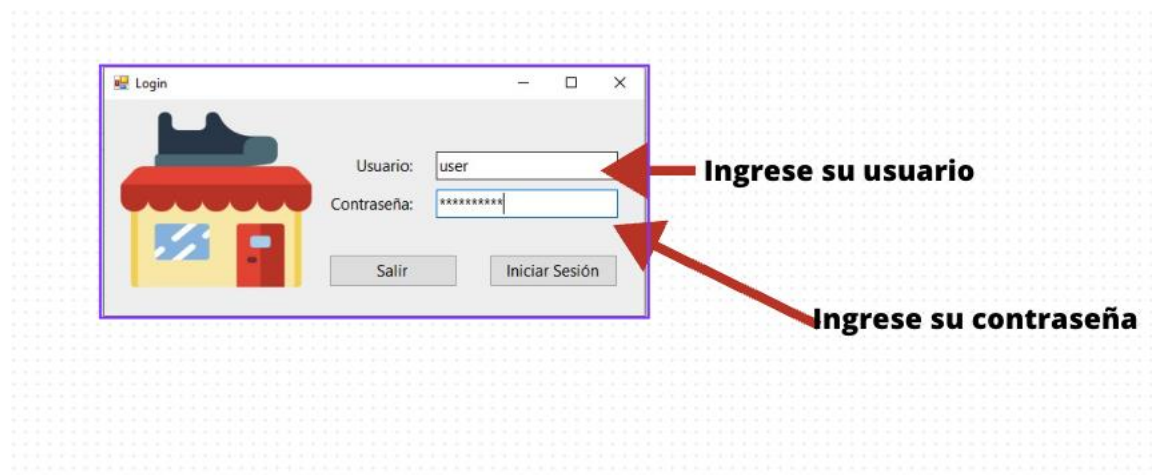 Login
Usuario: user
Ingrese su usuario
Contraseña: **********
Salir Iniciar Sesión
Ingrese su contraseña